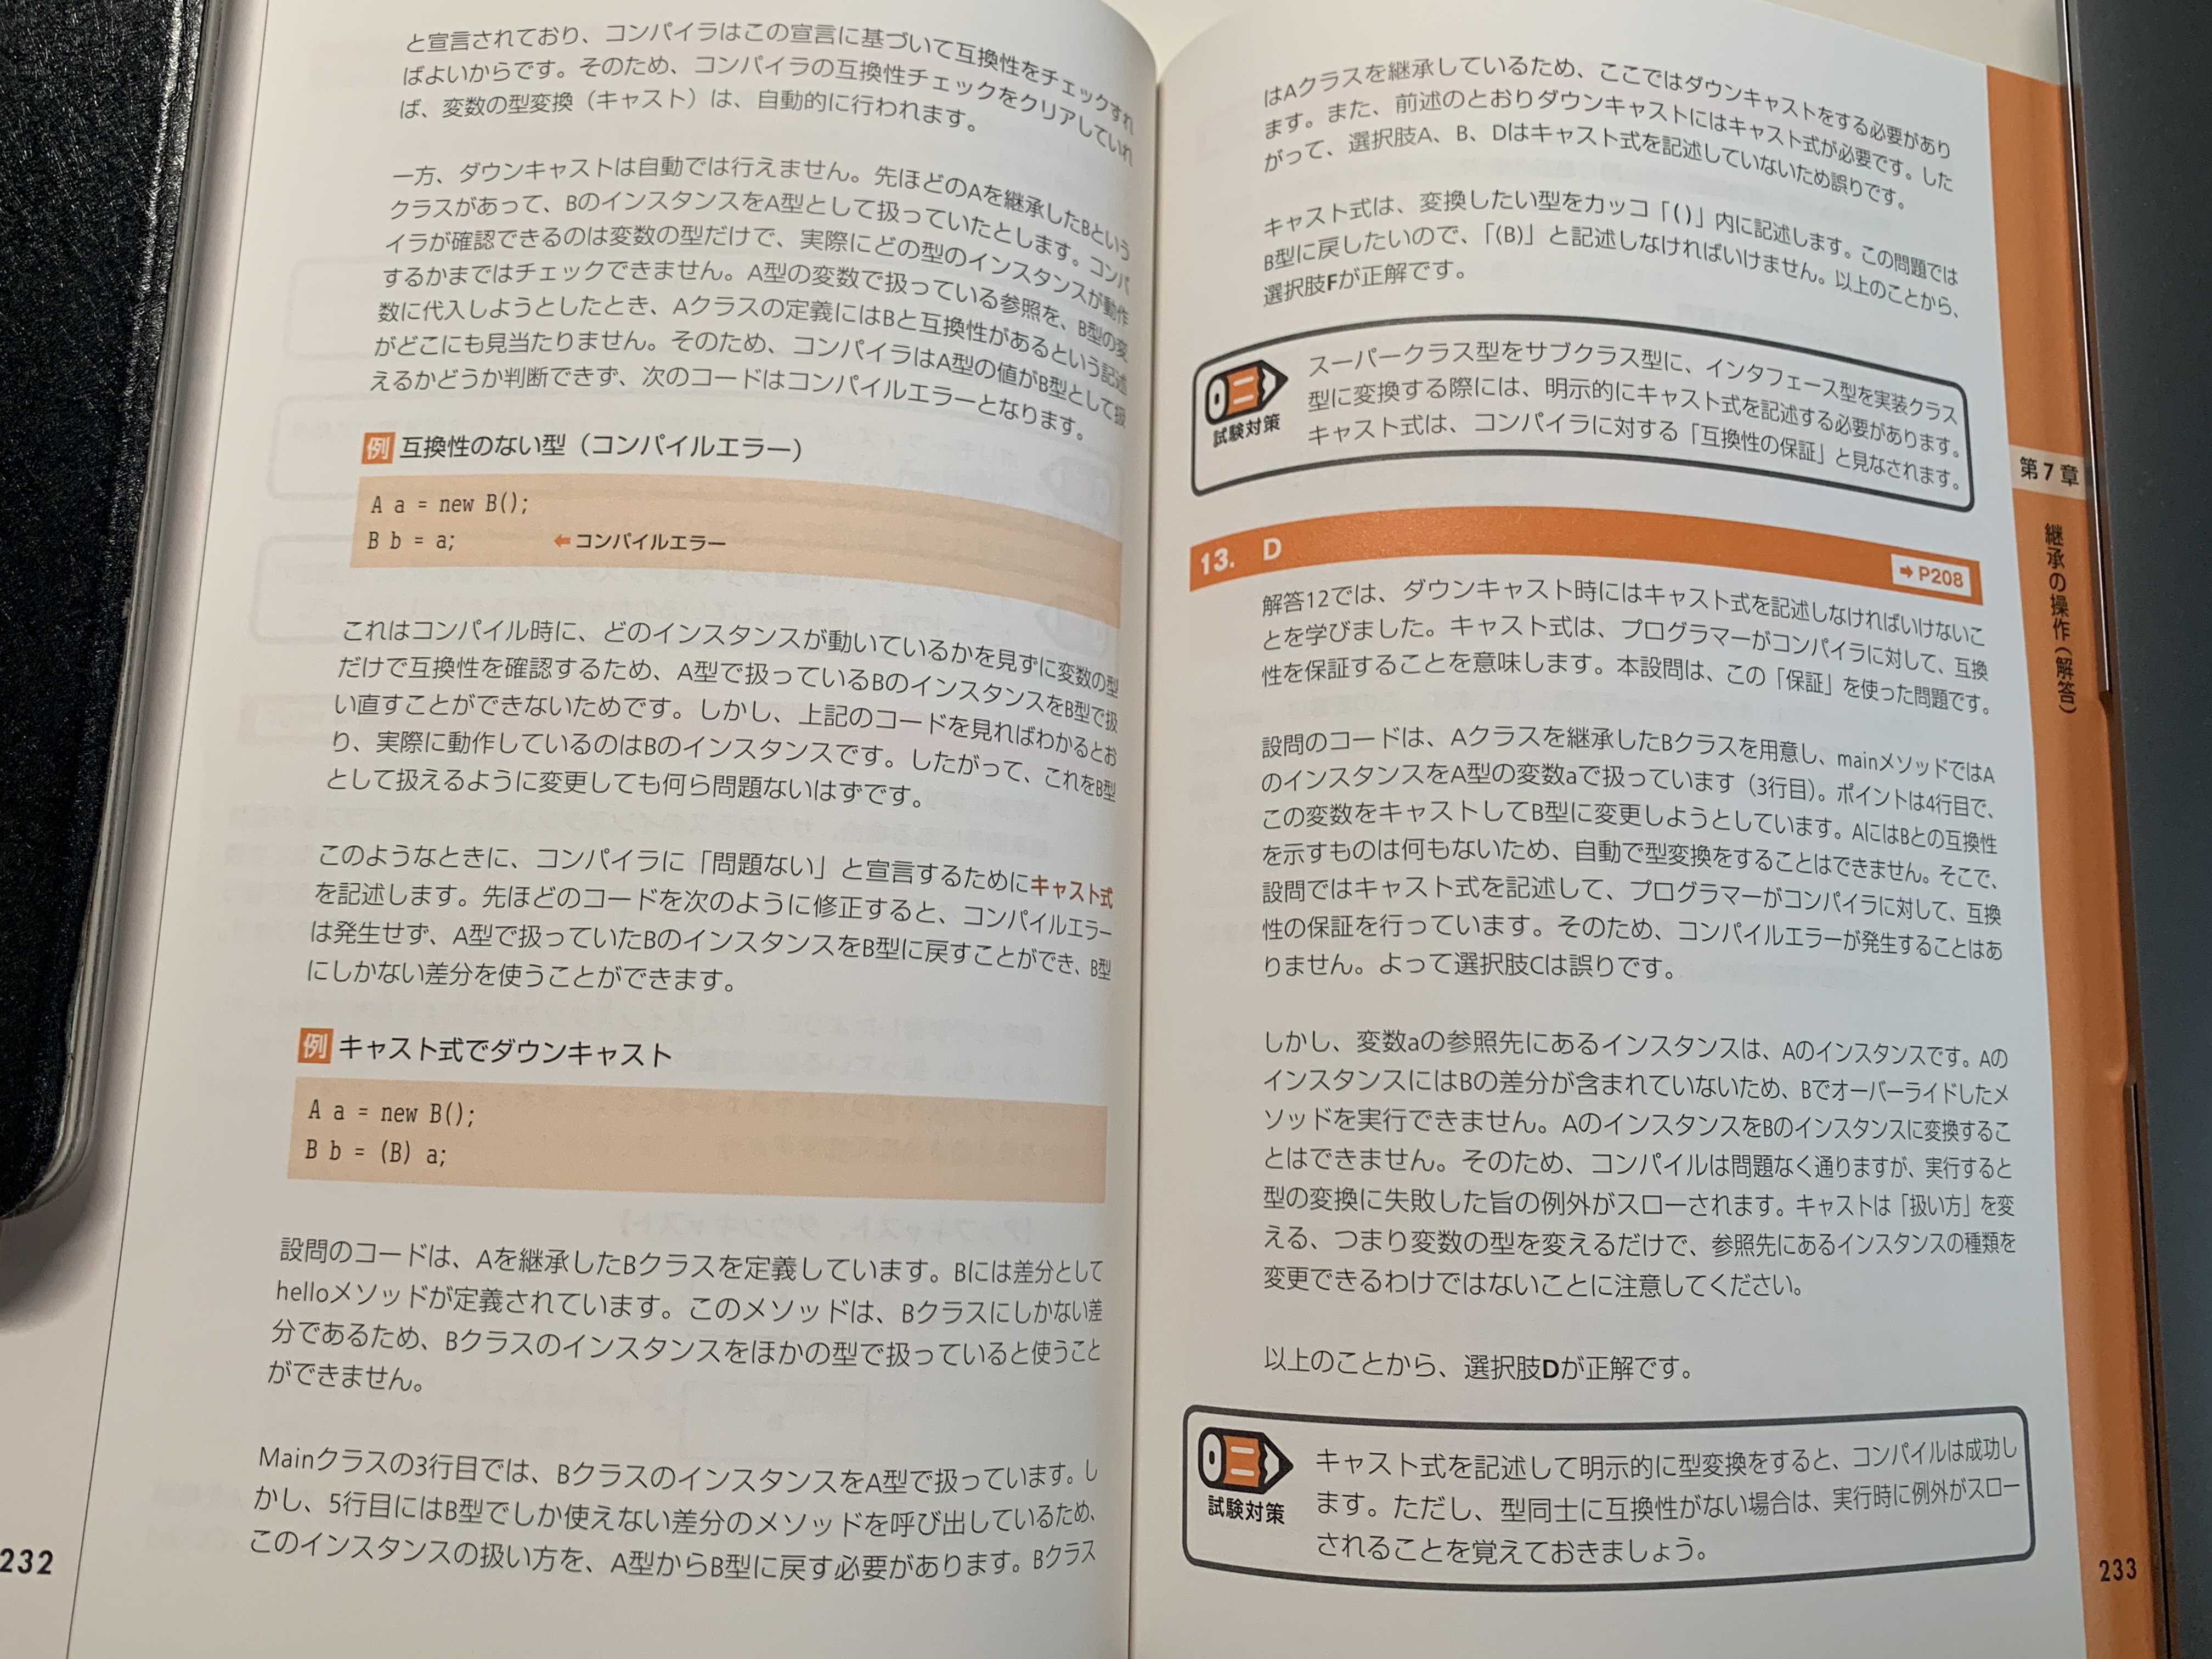 と宣言されており、コンパイラはこの宣言に基づいて互換性をチェックすれ
ばよいからです。そのため、コンパイラの互換性チェックをクリアしていれ
ば、変数の型変換（キャスト）は、自動的に行われます。
一方、ダウンキャストは自動では行えません。先ほどのAを継承したBという
クラスがあって、BのインスタンスをA型として扱っていたとします。コンパ
イラが確認できるのは変数の型だけで、実際にどの型のインスタンスが動作
するかまではチェックできません。A型の変数で扱っている参照を、B型の変
数に代入しようとしたとき、Aクラスの定義にはBと互換性があるという記述
がどこにも見当たりません。そのため、コンパイラはA型の値がB型として扱
えるかどうか判断できず、次のコードはコンパイルエラーとなります。
例 互換性のない型（コンパイルエラー）
A a = new B();
B b = a; ←コンパイルエラー
これはコンパイル時に、どのインスタンスが動いているかを見ずに変数の型
だけで互換性を確認するため、A型で扱っているBのインスタンスをB型で扱
い直すことができないためです。しかし、上記のコードを見ればわかるとお
り、実際に動作しているのはBのインスタンスです。したがって、これをB型
として扱えるように変更しても何ら問題ないはずです。
このようなときに、コンパイラに「問題ない」と宣言するためにキャスト式
を記述します。先ほどのコードを次のように修正すると、コンパイルエラー
は発生せず、A型で扱っていたBのインスタンスをB型に戻すことができ、B型
にしかない差分を使うことができます。
例 キャスト式でダウンキャスト
A a = new B();
B b = (B) a;
設問のコードは、Aを継承したBクラスを定義しています。Bには差分として
helloメソッドが定義されています。このメソッドは、Bクラスにしかない差
分であるため、Bクラスのインスタンスをほかの型で扱っていると使うこと
ができません。
Mainクラスの3行目では、BクラスのインスタンスをA型で扱っています。し
かし、5行目にはB型でしか使えない差分のメソッドを呼び出しているため、
このインスタンスの扱い方を、A型からB型に戻す必要があります。Bクラス
232
はAクラスを継承しているため、ここではダウンキャストをする必要があり
ます。また、前述のとおりダウンキャストにはキャスト式が必要です。した
がって、選択肢A、B、Dはキャスト式を記述していないため誤りです。
キャスト式は、変換したい型をカッコ「()」内に記述します。この問題では
B型に戻したいので、「(B)」と記述しなければいけません。以上のことから、
選択肢Fが正解です。
試験対策
スーパークラス型をサブクラス型に、インタフェース型を実装クラス
型に変換する際には、明示的にキャスト式を記述する必要があります。
キャスト式は、コンパイラに対する「互換性の保証」と見なされます。
13. D ➡P208
解答12では、ダウンキャスト時にはキャスト式を記述しなければいけないこ
とを学びました。キャスト式は、プログラマーがコンパイラに対して、互換
性を保証することを意味します。本設問は、この「保証」を使った問題です。
設問のコードは、Aクラスを継承したBクラスを用意し、mainメソッドではA
のインスタンスをA型の変数aで扱っています（3行目）。ポイントは4行目で、
この変数をキャストしてB型に変更しようとしています。AにはBとの互換性
を示すものは何もないため、自動で型変換をすることはできません。そこで、
設問ではキャスト式を記述して、プログラマーがコンパイラに対して、互換
性の保証を行っています。そのため、コンパイルエラーが発生することはあ
りません。よって選択肢Cは誤りです。
しかし、変数aの参照先にあるインスタンスは、Aのインスタンスです。Aの
インスタンスにはBの差分が含まれていないため、Bでオーバーライドしたメ
ソッドを実行できません。AのインスタンスをBのインスタンスに変換するこ
とはできません。そのため、コンパイルは問題なく通りますが、実行すると
型の変換に失敗した旨の例外がスローされます。キャストは「扱い方」を変
える、つまり変数の型を変えるだけで、参照先にあるインスタンスの種類を
変更できるわけではないことに注意してください。
以上のことから、選択肢Dが正解です。
試験対策
キャスト式を記述して明示的に型変換をすると、コンパイルは成功し
ます。ただし、型同士に互換性がない場合は、実行時に例外がスロー
されることを覚えておきましょう。
第7章
継承の操作（解答）
233